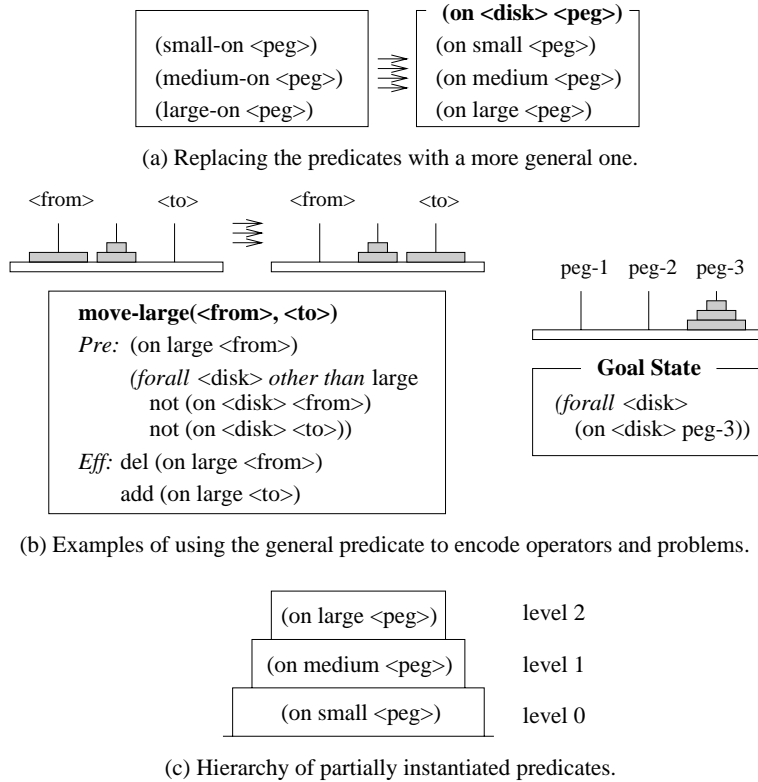 (small-on <peg>)
(medium-on <peg>)
(large-on <peg>)
(on <disk> <peg>)
(on small <peg>)
(on medium <peg>)
(on large <peg>)
(a) Replacing the predicates with a more general one.
<from> <to> <from> <to>
move-large(<from>, <to>)
Pre: (on large <from>)
(forall <disk> other than large
not (on <disk> <from>)
not (on <disk> <to>))
Eff: del (on large <from>)
add (on large <to>)
peg-1 peg-2 peg-3
Goal State
(forall <disk>
(on <disk> peg-3))
(b) Examples of using the general predicate to encode operators and problems.
(on large <peg>) level 2
(on medium <peg>) level 1
(on small <peg>) level 0
(c) Hierarchy of partially instantiated predicates.